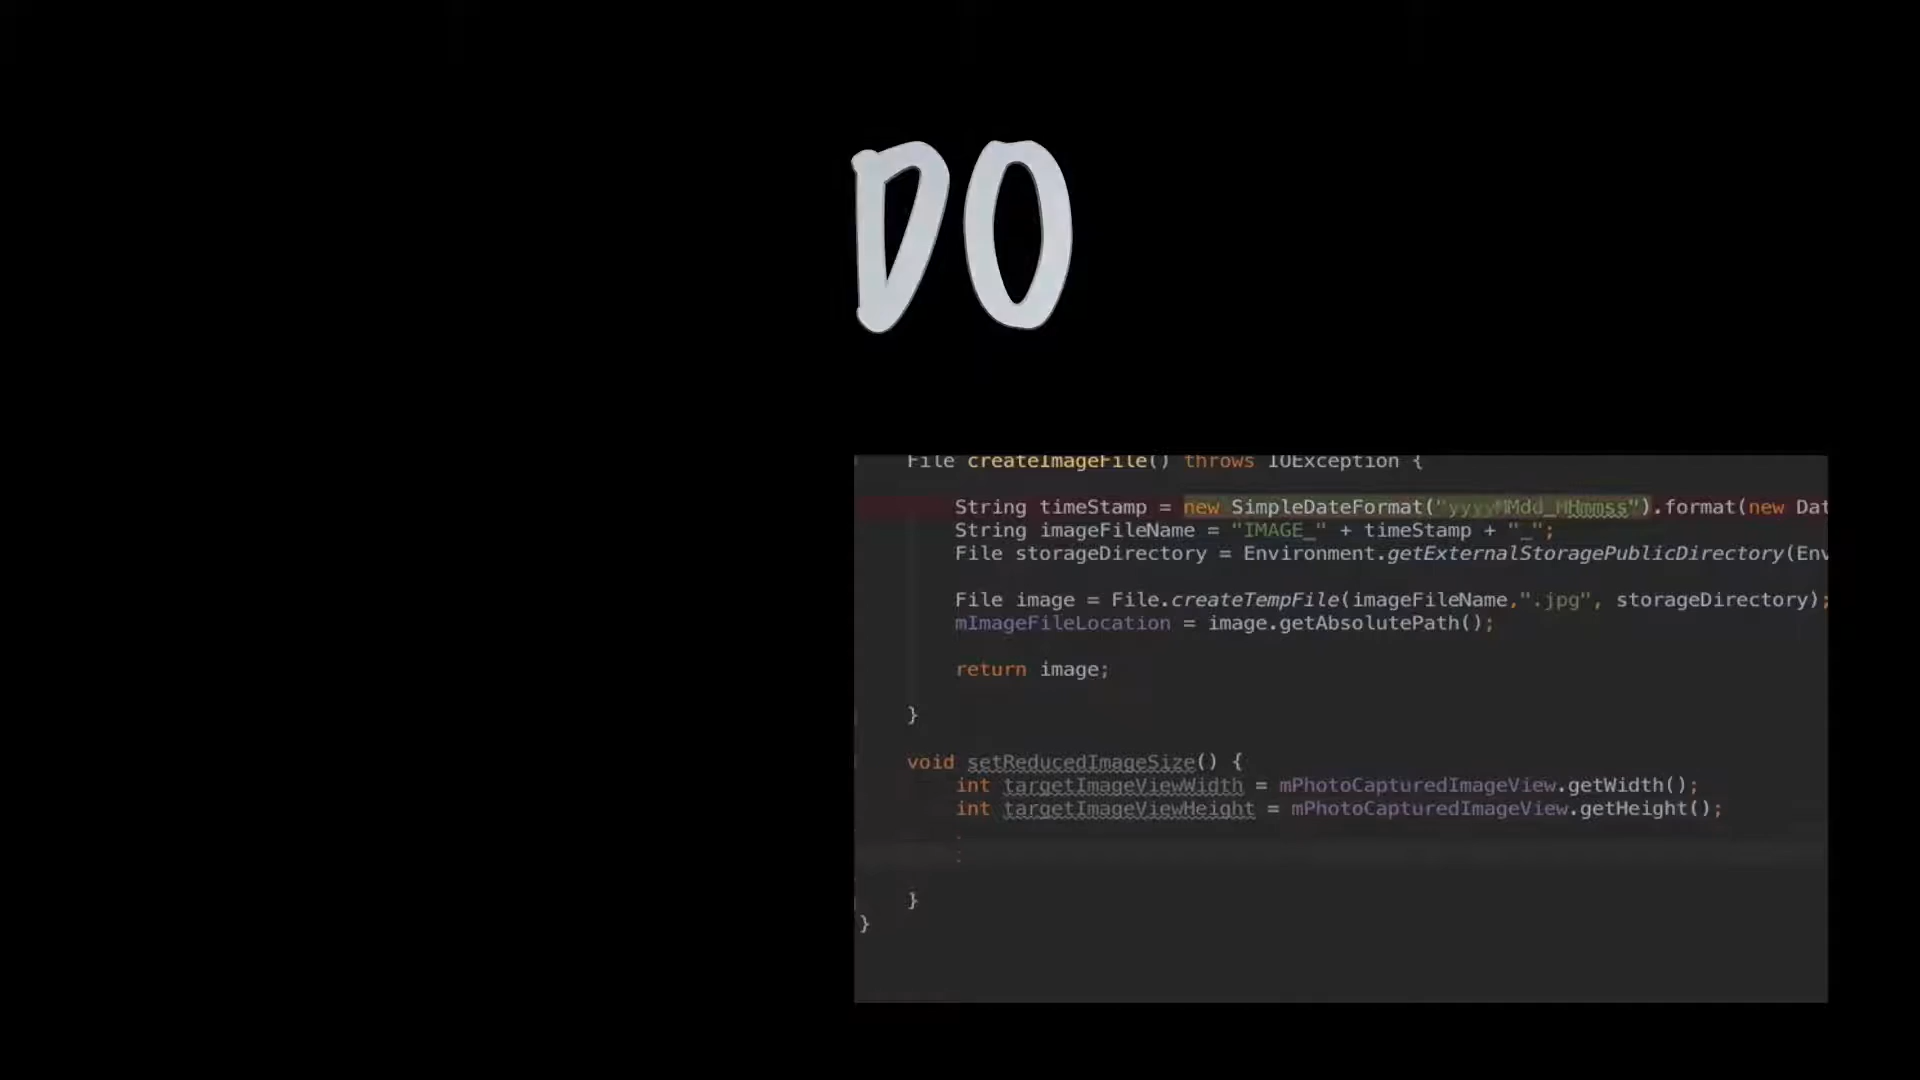 DO
File createImageFile() throws IOException {
String timeStamp = new SimpleDateFormat("yyyyMMdd_HHmmss").format(new Dat
String imageFileName = "IMAGE_" + timeStamp + "_";
File storageDirectory = Environment.getExternalStoragePublicDirectory(Env
File image = File.createTempFile(imageFileName,".jpg", storageDirectory);
mImageFileLocation = image.getAbsolutePath();
return image;
}
void setReducedImageSize() {
int targetImageViewWidth = mPhotoCapturedImageView.getWidth();
int targetImageViewHeight = mPhotoCapturedImageView.getHeight();
}
}